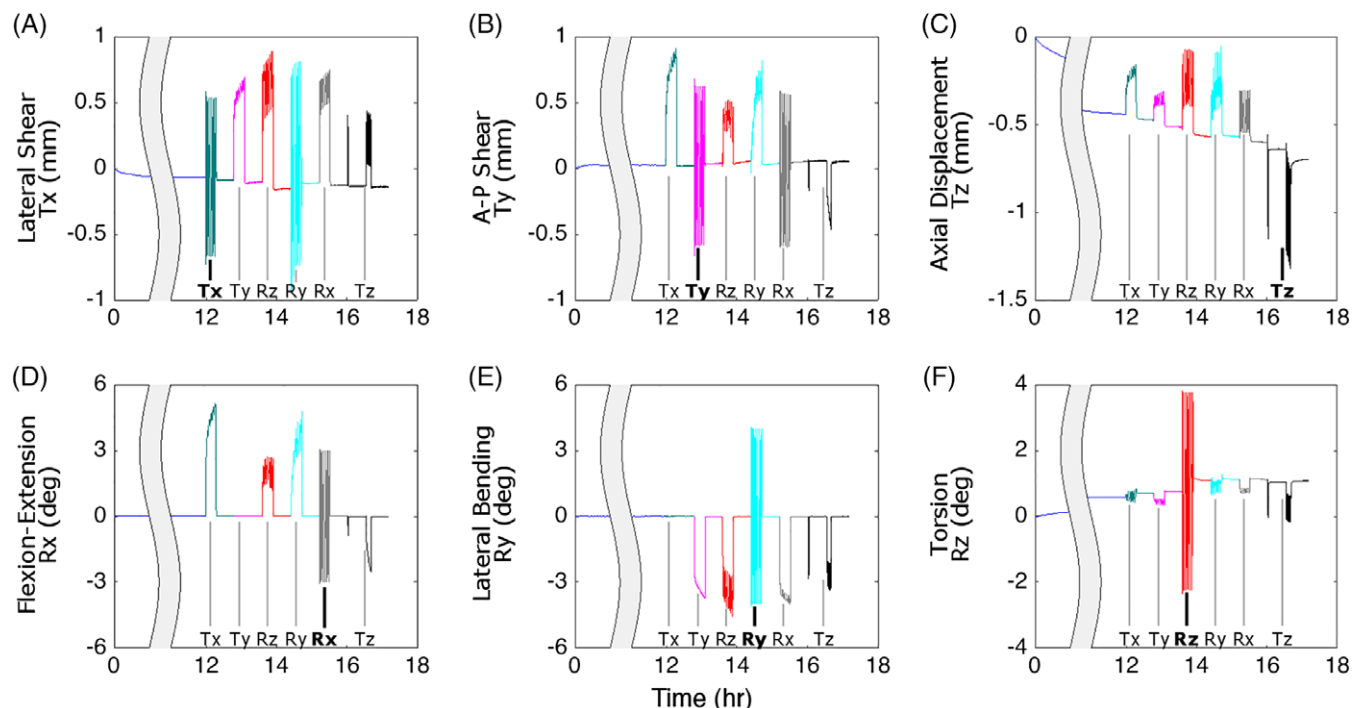 (A)
Lateral Shear
Tx (mm)
1
0.5
0
-0.5
-1
Tx Ty Rz Ry Rx Tz
0 12 14 16 18
(B)
A-P Shear
Ty (mm)
1
0.5
0
-0.5
-1
Tx Ty Rz Ry Rx Tz
0 12 14 16 18
(C)
Axial Displacement
Tz (mm)
0
-0.5
-1
-1.5
Tx Ty Rz Ry Rx Tz
0 12 14 16 18
(D)
Flexion-Extension
Rx (deg)
6
3
0
-3
-6
Tx Ty Rz Ry Rx Tz
0 12 14 16 18
(E)
Lateral Bending
Ry (deg)
6
3
0
-3
-6
Tx Ty Rz Ry Rx Tz
0 12 14 16 18
(F)
Torsion
Rz (deg)
4
2
0
-2
-4
Tx Ty Rz Ry Rx Tz
0 12 14 16 18
Time (hr)